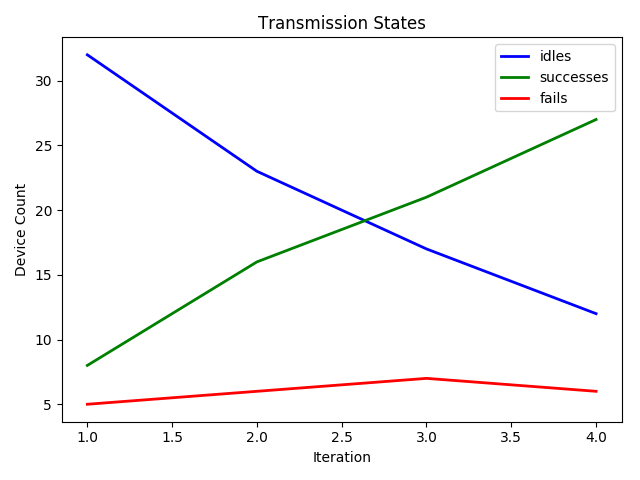 Transmission States
idles
successes
fails
Device Count
30
25
20
15
10
5
1.0 1.5 2.0 2.5 3.0 3.5 4.0
Iteration